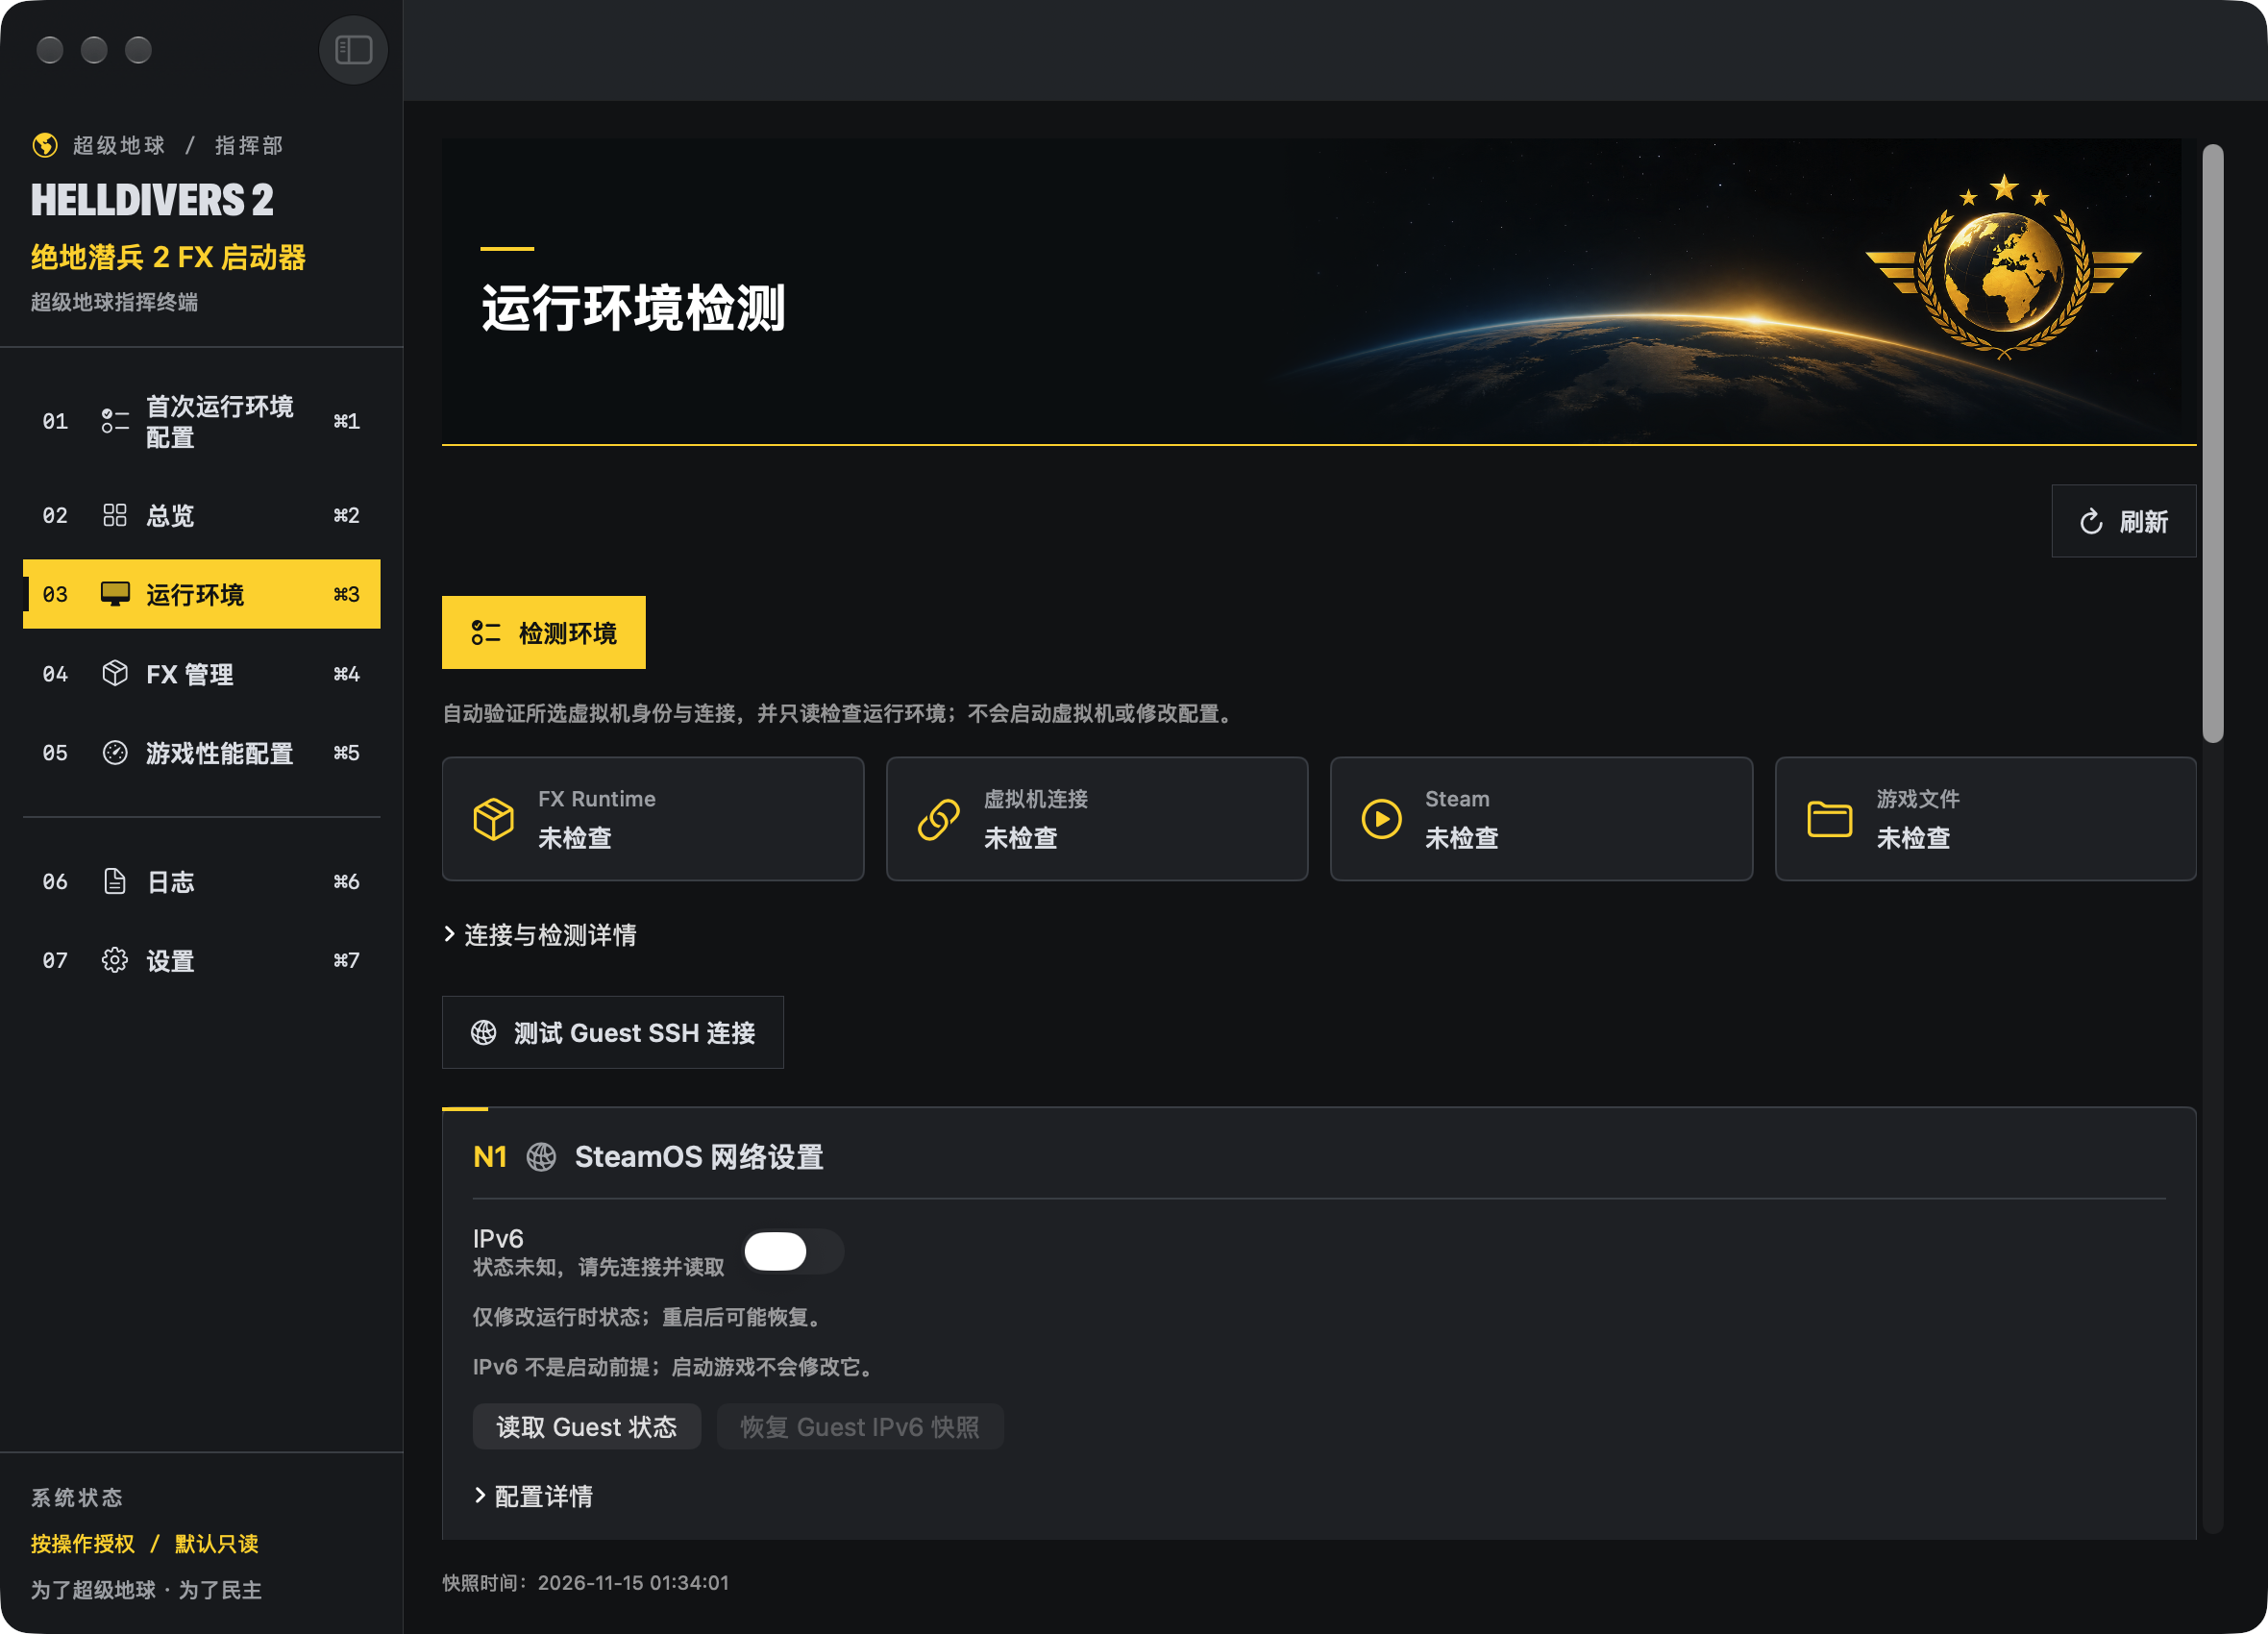 超级地球 / 指挥部
HELLDIVERS 2
绝地潜兵 2 FX 启动器
超级地球指挥终端
01 首次运行环境配置 ⌘1
02 总览 ⌘2
03 运行环境 ⌘3
04 FX 管理 ⌘4
05 游戏性能配置 ⌘5
06 日志 ⌘6
07 设置 ⌘7
系统状态
按操作授权 / 默认只读
为了超级地球 · 为了民主
运行环境检测
刷新
检测环境
自动验证所选虚拟机身份与连接，并只读检查运行环境；不会启动虚拟机或修改配置。
FX Runtime
未检查
虚拟机连接
未检查
Steam
未检查
游戏文件
未检查
连接与检测详情
测试 Guest SSH 连接
N1 SteamOS 网络设置
IPv6
状态未知，请先连接并读取
仅修改运行时状态；重启后可能恢复。
IPv6 不是启动前提；启动游戏不会修改它。
读取 Guest 状态 恢复 Guest IPv6 快照
配置详情
快照时间：2026-11-15 01:34:01